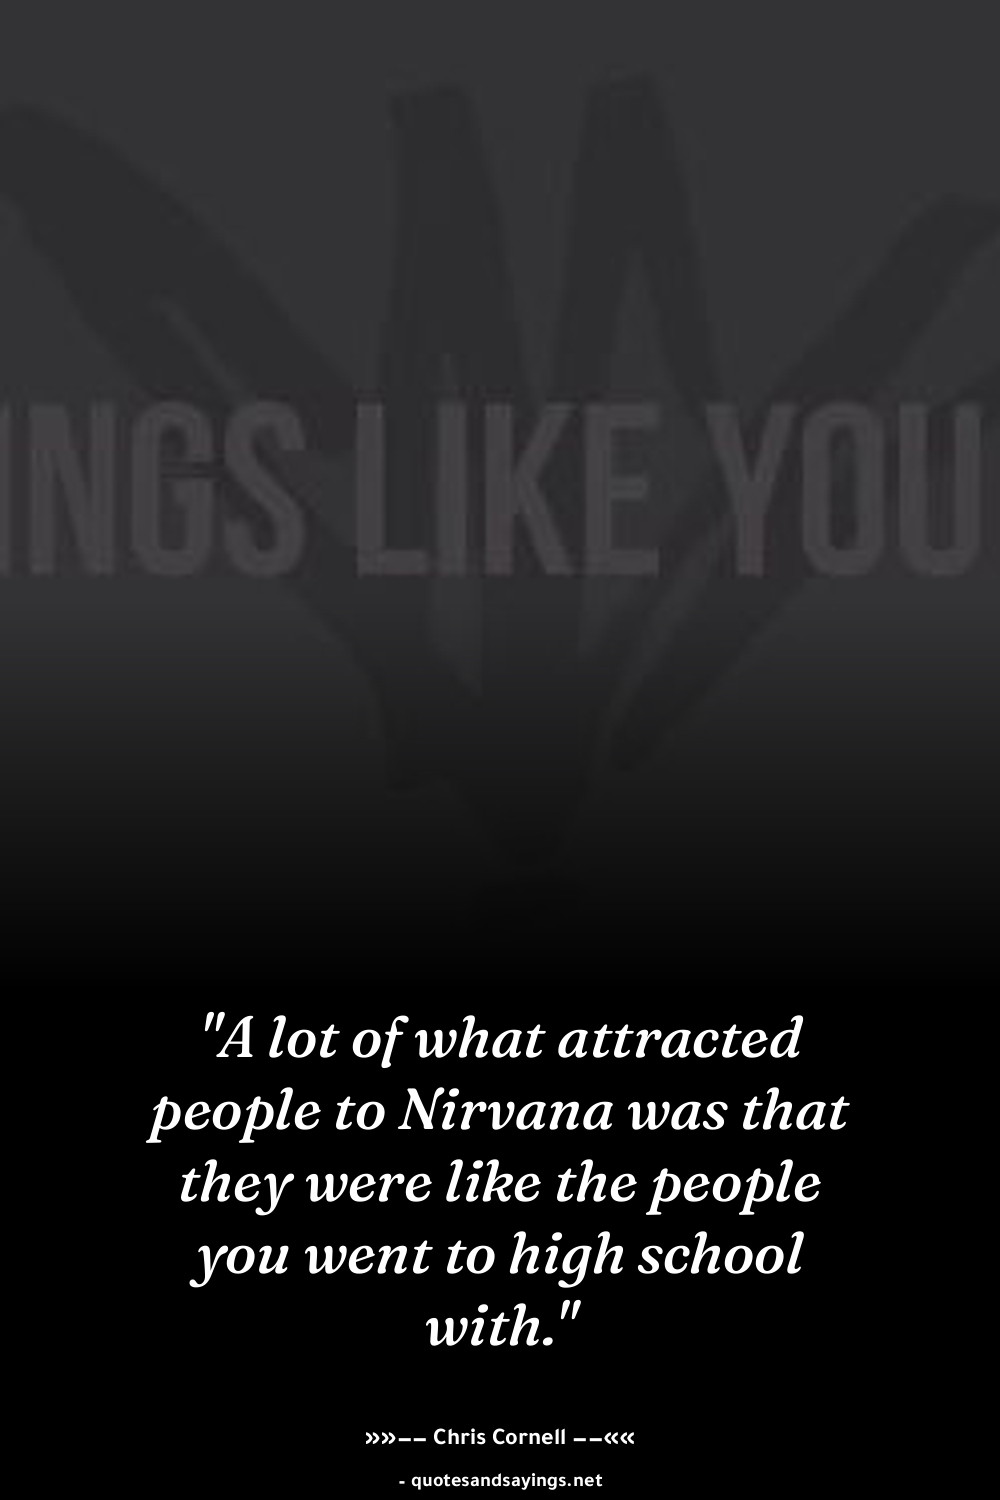 INGS LIKE YOU
"A lot of what attracted
people to Nirvana was that
they were like the people
you went to high school
with."
»»–– Chris Cornell ––««
- quotesandsayings.net